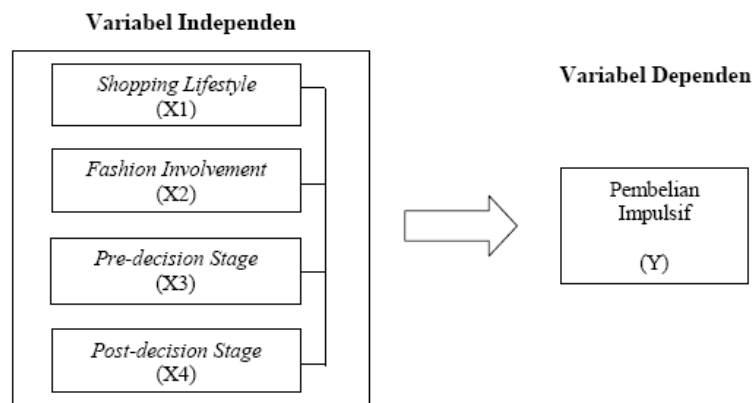 Variabel Independen
Shopping Lifestyle
(X1)
Fashion Involvement
(X2)
Pre-decision Stage
(X3)
Post-decision Stage
(X4)
Variabel Dependen
Pembelian
Impulsif
(Y)